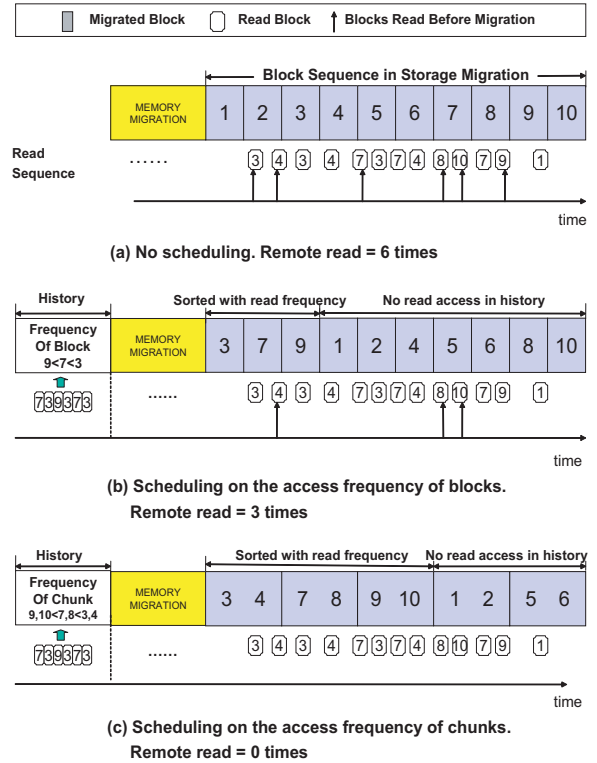 Migrated Block Read Block Blocks Read Before Migration
Block Sequence in Storage Migration
MEMORY MIGRATION 1 2 3 4 5 6 7 8 9 10
Read Sequence ...... 3 4 3 4 7 3 7 4 8 10 7 9 1
time
(a) No scheduling. Remote read = 6 times
History Sorted with read frequency No read access in history
Frequency
Of Block
9<7<3
MEMORY MIGRATION 3 7 9 1 2 4 5 6 8 10
739373 ...... 3 4 3 4 7 3 7 4 8 10 7 9 1
time
(b) Scheduling on the access frequency of blocks.
Remote read = 3 times
History Sorted with read frequency No read access in history
Frequency
Of Chunk
9,10<7,8<3,4
MEMORY MIGRATION 3 4 7 8 9 10 1 2 5 6
739373 ...... 3 4 3 4 7 3 7 4 8 10 7 9 1
time
(c) Scheduling on the access frequency of chunks.
Remote read = 0 times